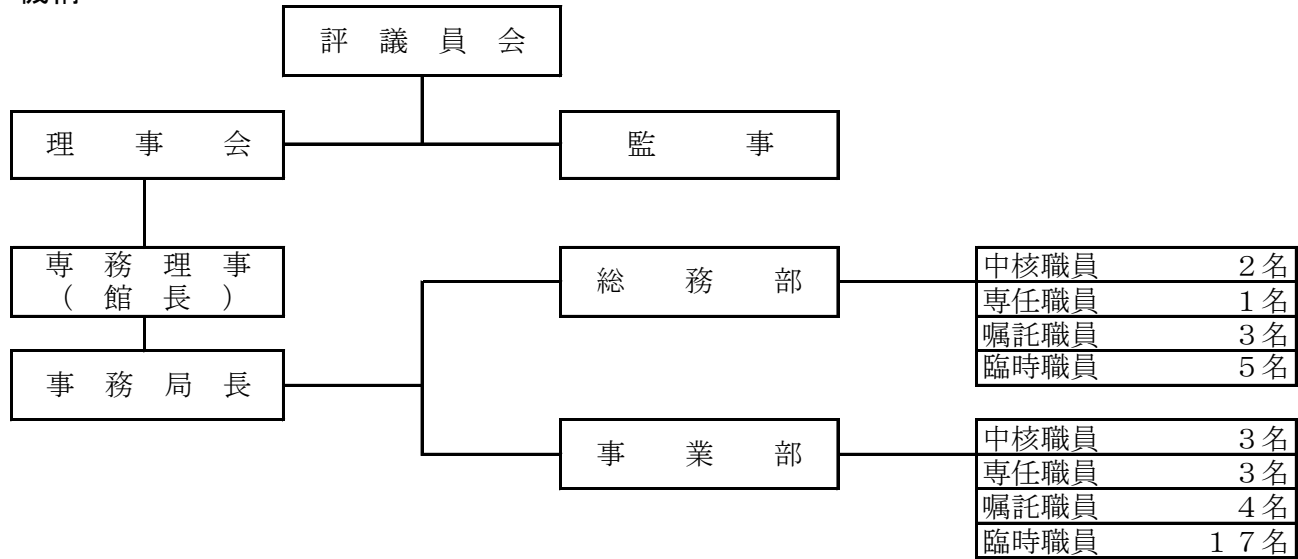 評議員会
理事会
監事
専務理事
(館長)
総務部
中核職員 2名
専任職員 1名
嘱託職員 3名
臨時職員 5名
事務局長
事業部
中核職員 3名
専任職員 3名
嘱託職員 4名
臨時職員 17名